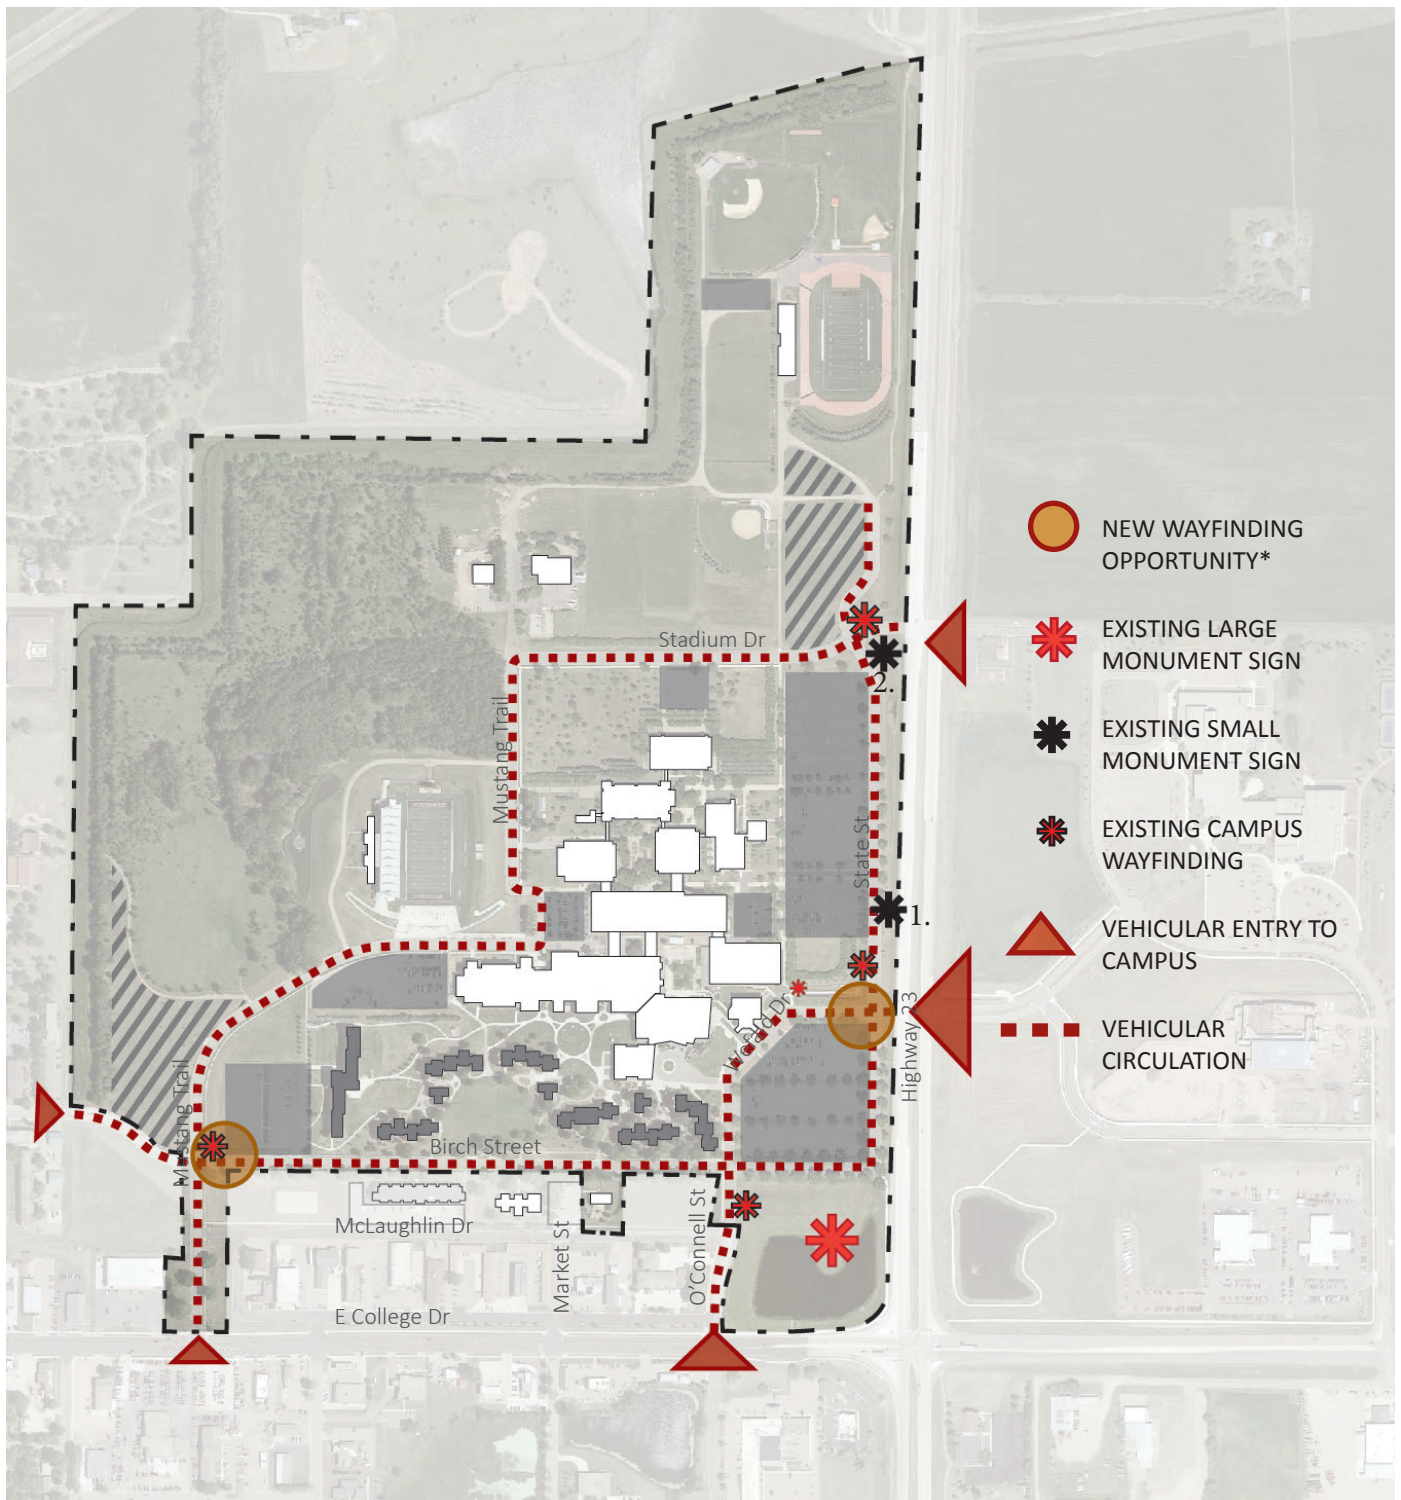 NEW WAYFINDING
OPPORTUNITY*
EXISTING LARGE
MONUMENT SIGN
EXISTING SMALL
MONUMENT SIGN
EXISTING CAMPUS
WAYFINDING
VEHICULAR ENTRY TO
CAMPUS
VEHICULAR
CIRCULATION
Stadium Dr
2.
Mustang Trail
State St
1.
Highway 23
Mustang Trail
Birch Street
McLaughlin Dr
Market St
O'Connell St
E College Dr